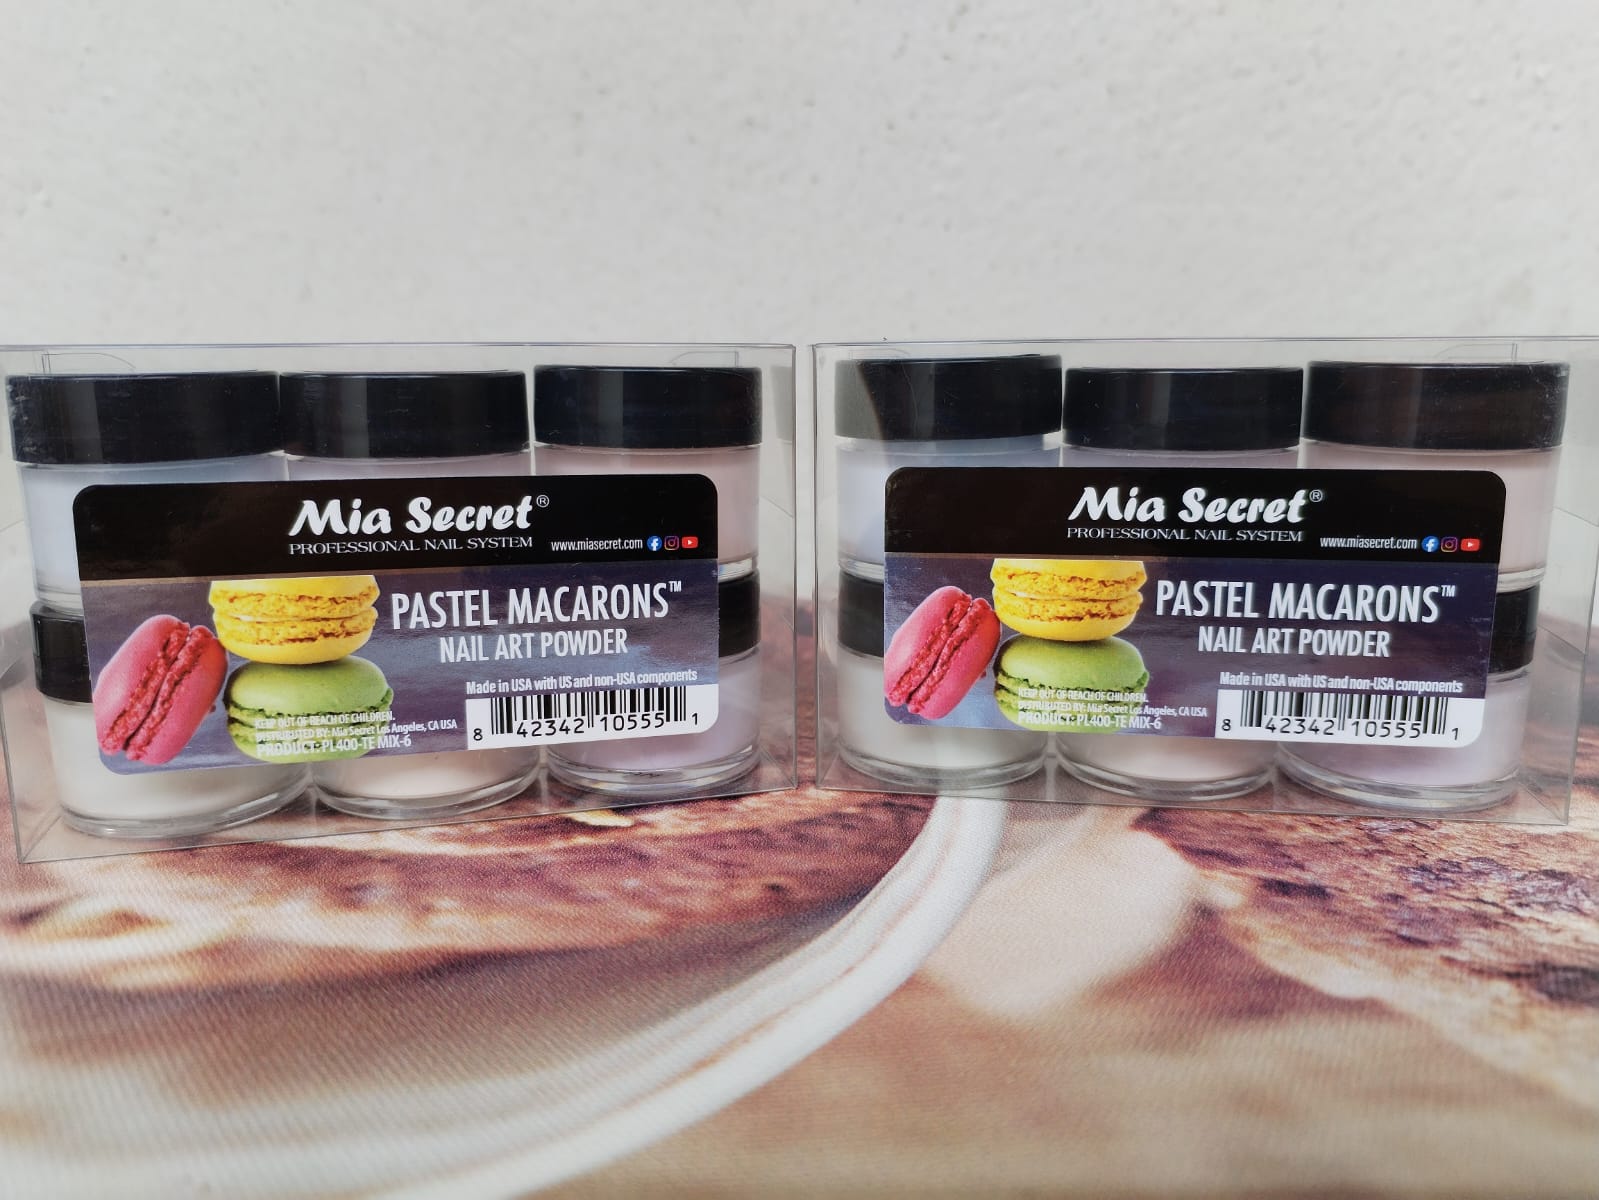 Mia Secret®
PROFESSIONAL NAIL SYSTEM
www.miasecret.com
PASTEL MACARONS™
NAIL ART POWDER
Made in USA with US and non-USA components
KEEP OUT OF REACH OF CHILDREN.
DISTRIBUTED BY: Mia Secret Los Angeles, CA USA
PRODUCT: PL400-TE MIX-6
8 42342 10555 1
Mia Secret®
PROFESSIONAL NAIL SYSTEM
www.miasecret.com
PASTEL MACARONS™
NAIL ART POWDER
Made in USA with US and non-USA components
KEEP OUT OF REACH OF CHILDREN.
DISTRIBUTED BY: Mia Secret Los Angeles, CA USA
PRODUCT: PL400-TE MIX-6
8 42342 10555 1